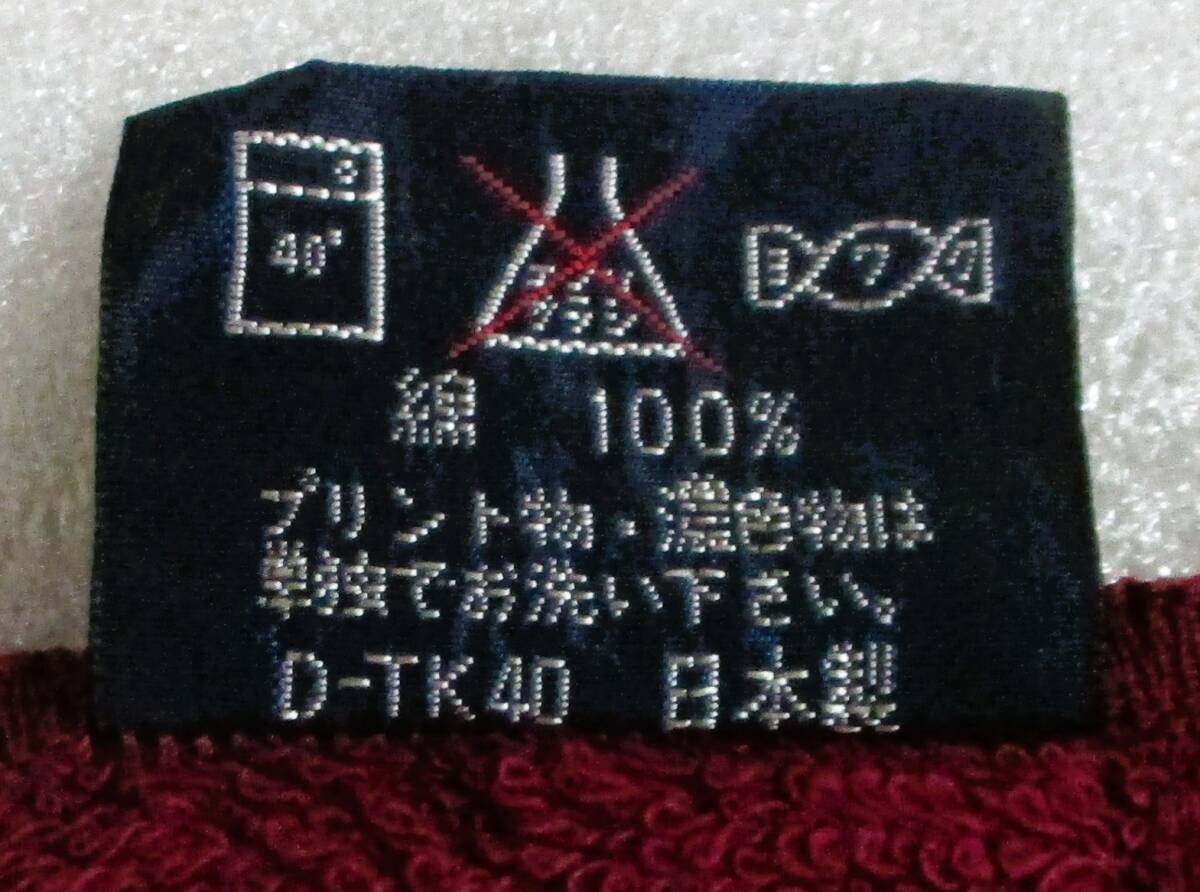 40°
綿 100%
プリント物・濃色物は
単独でお洗い下さい。
D-TK40 日本製